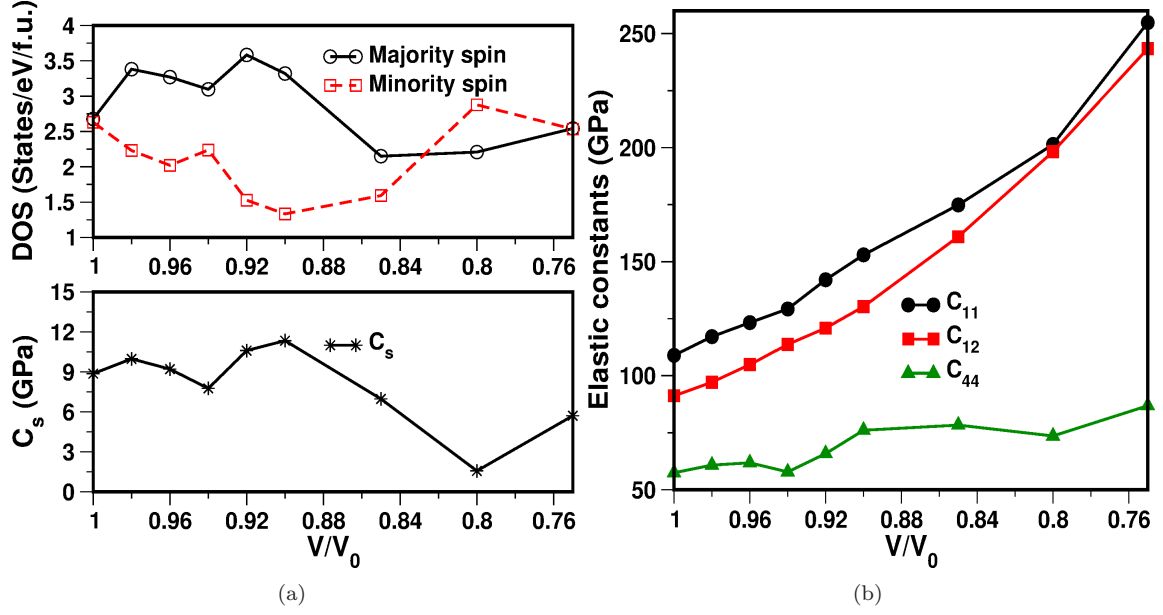 DOS (States/eV/f.u.)
4
3.5
3
2.5
2
1.5
1
Majority spin
Minority spin
1 0.96 0.92 0.88 0.84 0.8 0.76
C_s (GPa)
15
12
9
6
3
0
C_s
1 0.96 0.92 0.88 0.84 0.8 0.76
V/V_0
(a)
Elastic constants (GPa)
250
200
150
100
50
C_11
C_12
C_44
1 0.96 0.92 0.88 0.84 0.8 0.76
V/V_0
(b)